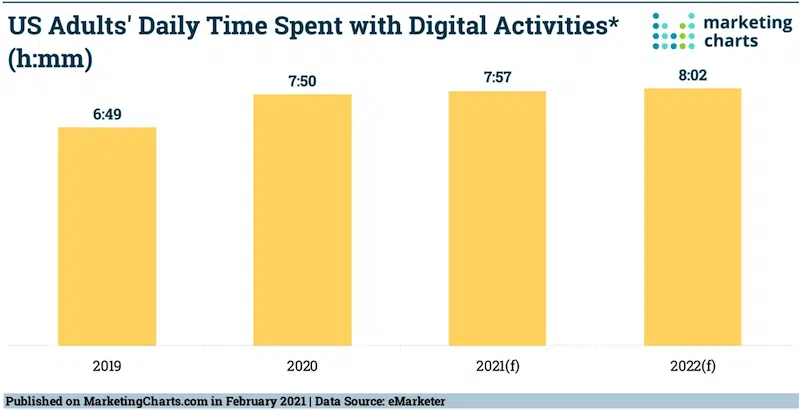 US Adults' Daily Time Spent with Digital Activities*
(h:mm)
marketing
charts
6:49
7:50
7:57
8:02
2019
2020
2021(f)
2022(f)
Published on MarketingCharts.com in February 2021 | Data Source: eMarketer